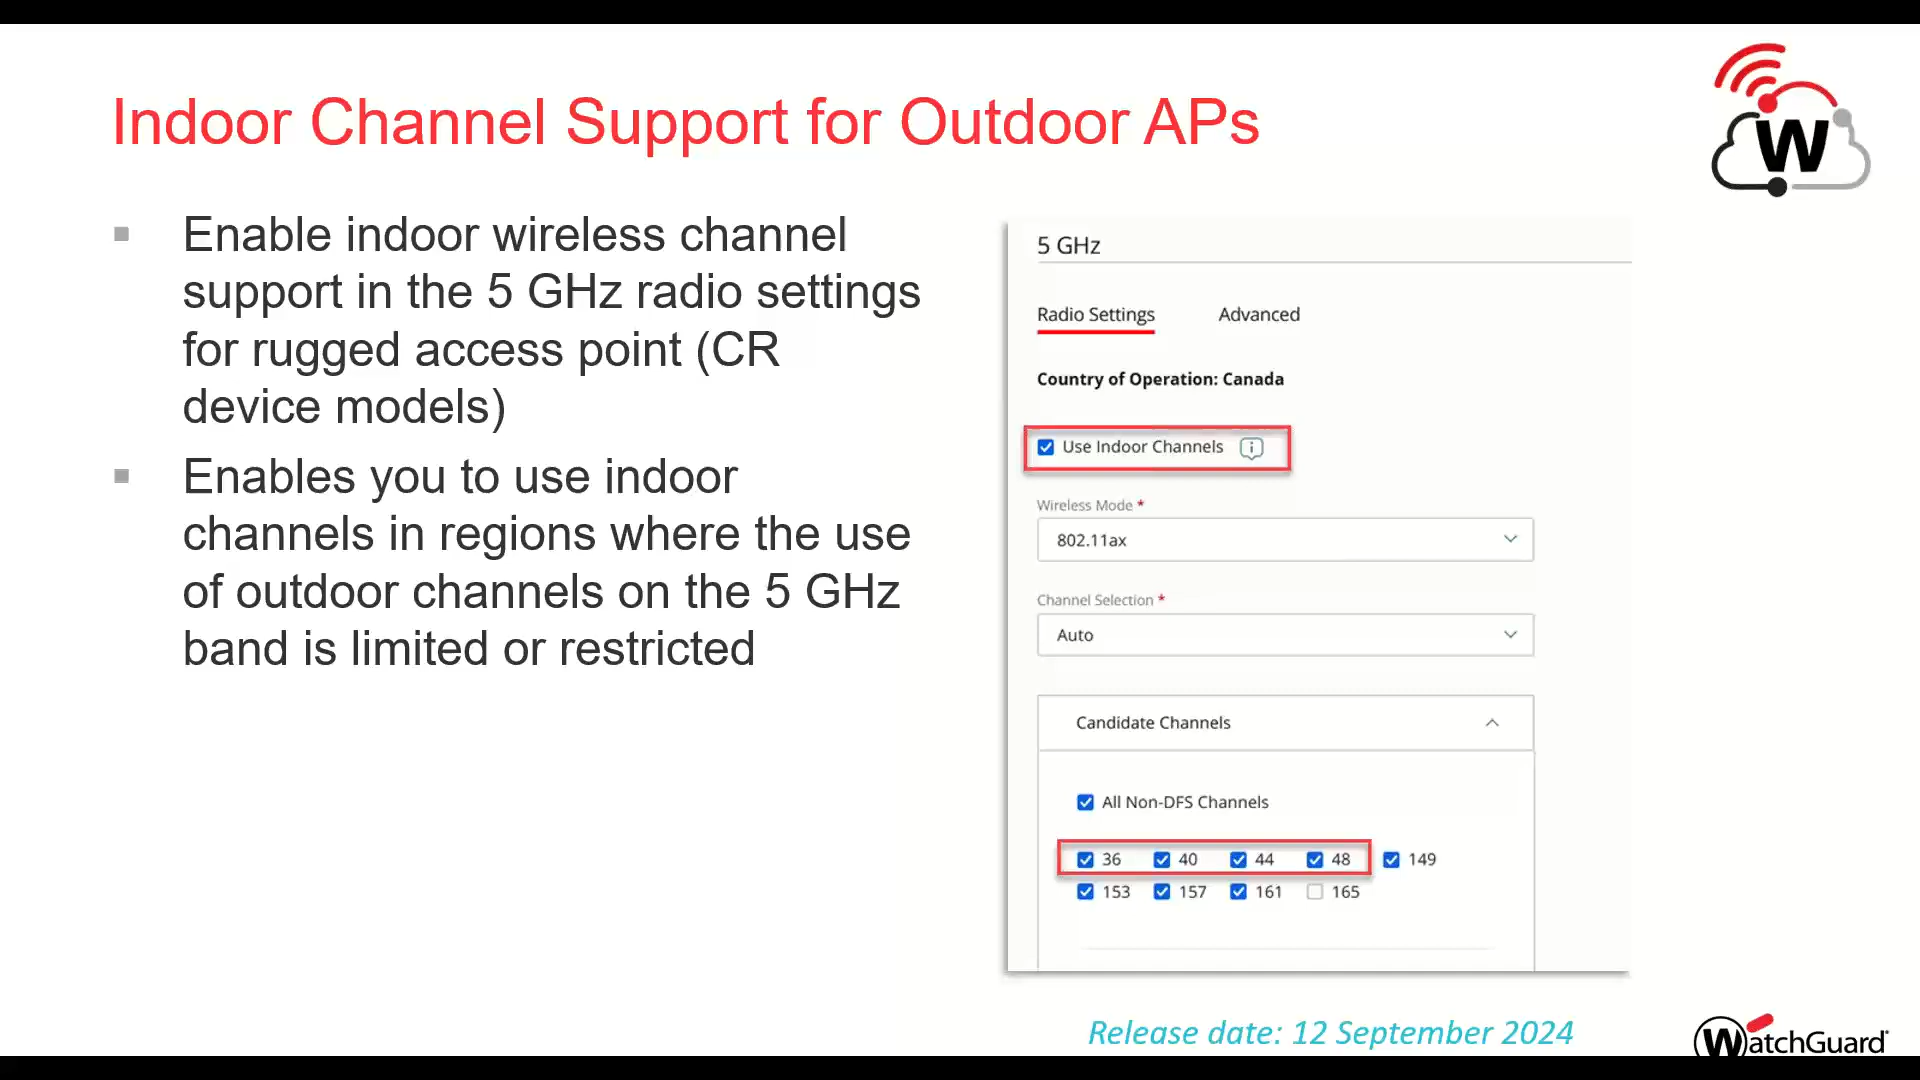 Indoor Channel Support for Outdoor APs
W
Enable indoor wireless channel
support in the 5 GHz radio settings
for rugged access point (CR
device models)
Enables you to use indoor
channels in regions where the use
of outdoor channels on the 5 GHz
band is limited or restricted
5 GHz
Radio Settings Advanced
Country of Operation: Canada
Use Indoor Channels
Wireless Mode *
802.11ax
Channel Selection *
Auto
Candidate Channels
All Non-DFS Channels
36 40 44 48 149
153 157 161 165
Release date: 12 September 2024
WatchGuard